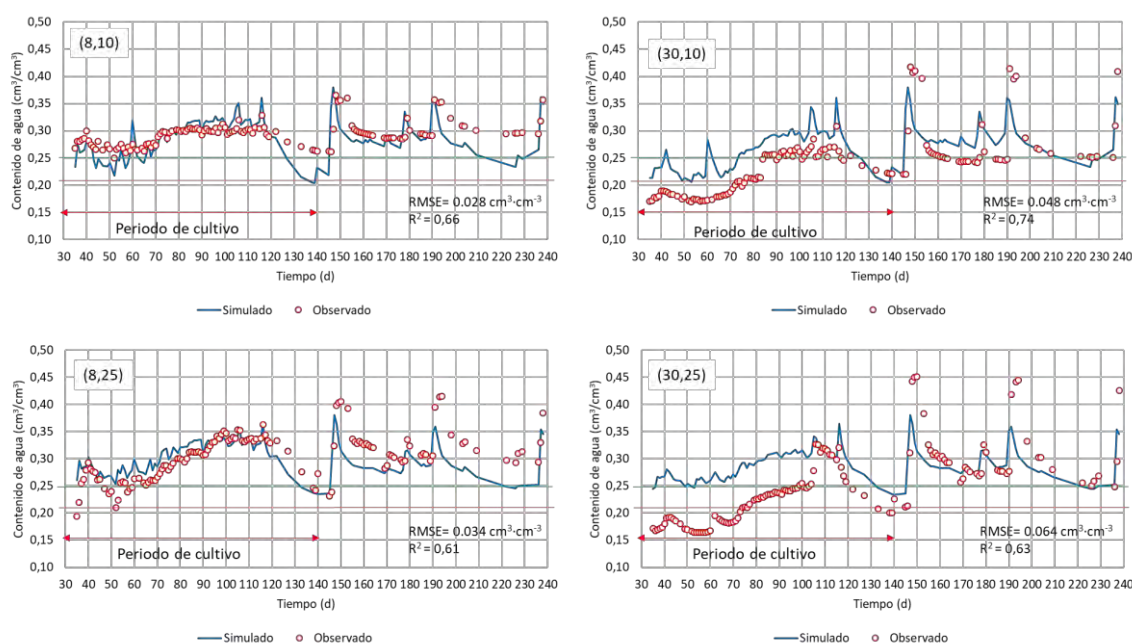 (8,10)
Contenido de agua (cm³/cm³)
0,50
0,45
0,40
0,35
0,30
0,25
0,20
0,15
0,10
RMSE= 0.028 cm³·cm⁻³
R² = 0,66
Periodo de cultivo
30 40 50 60 70 80 90 100 110 120 130 140 150 160 170 180 190 200 210 220 230 240
Tiempo (d)
Simulado Observado
(30,10)
Contenido de agua (cm³/cm³)
0,50
0,45
0,40
0,35
0,30
0,25
0,20
0,15
0,10
RMSE= 0.048 cm³·cm⁻³
R² = 0,74
Periodo de cultivo
30 40 50 60 70 80 90 100 110 120 130 140 150 160 170 180 190 200 210 220 230 240
Tiempo (d)
Simulado Observado
(8,25)
Contenido de agua (cm³/cm³)
0,50
0,45
0,40
0,35
0,30
0,25
0,20
0,15
0,10
RMSE= 0.034 cm³·cm⁻³
R² = 0,61
Periodo de cultivo
30 40 50 60 70 80 90 100 110 120 130 140 150 160 170 180 190 200 210 220 230 240
Tiempo (d)
Simulado Observado
(30,25)
Contenido de agua (cm³/cm³)
0,50
0,45
0,40
0,35
0,30
0,25
0,20
0,15
0,10
RMSE= 0.064 cm³·cm⁻³
R² = 0,63
Periodo de cultivo
30 40 50 60 70 80 90 100 110 120 130 140 150 160 170 180 190 200 210 220 230 240
Tiempo (d)
Simulado Observado